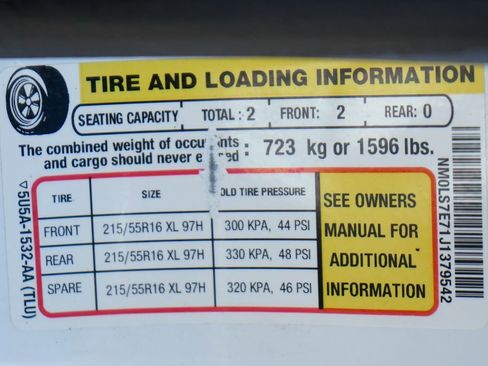 TIRE AND LOADING INFORMATION
SEATING CAPACITY TOTAL : 2 FRONT: 2 REAR: 0
The combined weight of
and cargo should never : 723 kg or 1596 lbs.
TIRE SIZE TIRE PRESSURE
FRONT 215/55R16 XL 97H 300 KPA, 44 PSI
REAR 215/55R16 XL 97H 330 KPA, 48 PSI
SPARE 215/55R16 XL 97H 320 KPA, 46 PSI
SEE OWNERS
MANUAL FOR
ADDITIONAL
INFORMATION
5U5A-1532-AA (TLU)
NM0LS7E71J1379542